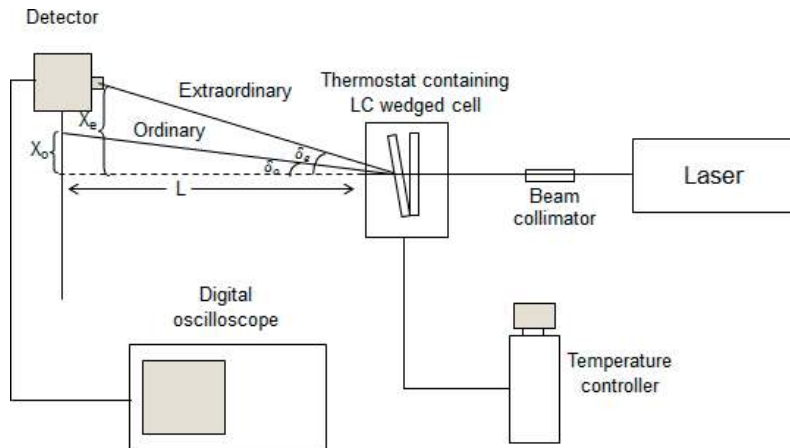 Detector
Extraordinary
Thermostat containing
LC wedged cell
Xe
Ordinary
Xo
δe
δo
L
Beam
collimator
Laser
Digital
oscilloscope
Temperature
controller